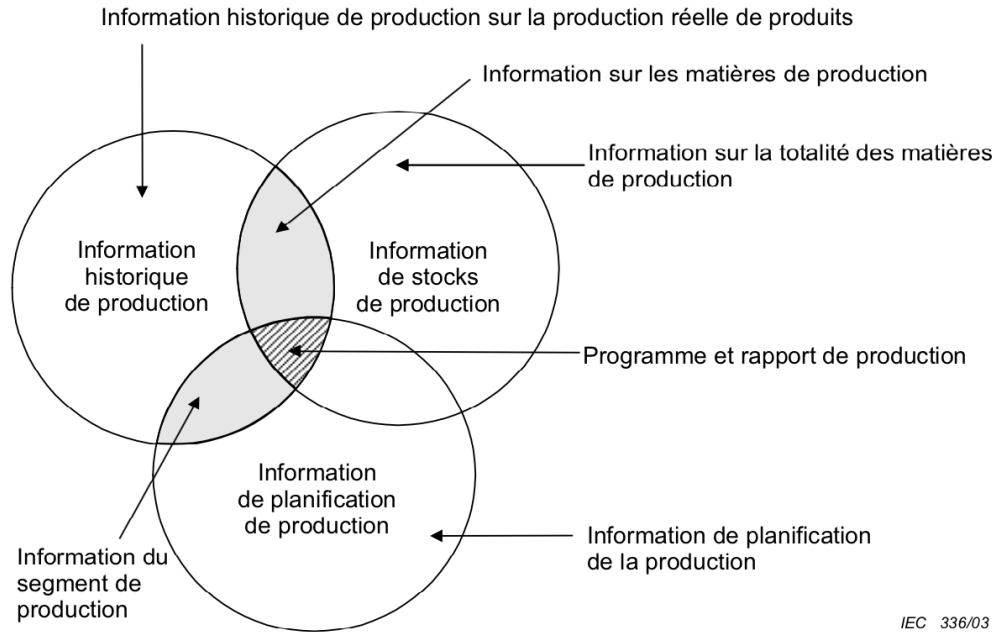 Information historique de production sur la production réelle de produits
Information sur les matières de production
Information sur la totalité des matières
de production
Information
historique
de production
Information
de stocks
de production
Programme et rapport de production
Information
de planification
de production
Information de planification
de la production
Information du
segment de
production
IEC 336/03